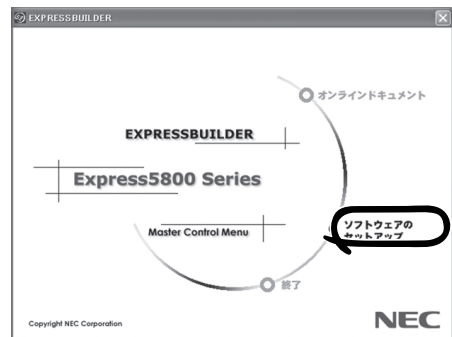 EXPRESSBUILDER
オンラインドキュメント
EXPRESSBUILDER
Express5800 Series
ソフトウェアの
セットアップ
Master Control Menu
終了
Copyright NEC Corporation
NEC